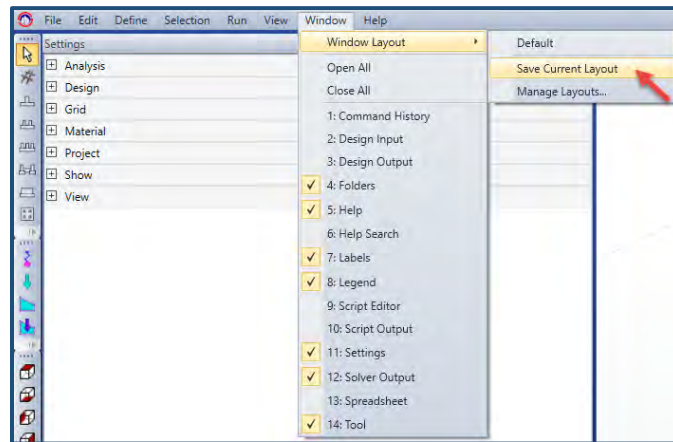 File Edit Define Selection Run View Window Help
Settings
Analysis
Design
Grid
Material
Project
Show
View
Window Layout
Open All
Close All
1: Command History
2: Design Input
3: Design Output
4: Folders
5: Help
6: Help Search
7: Labels
8: Legend
9: Script Editor
10: Script Output
11: Settings
12: Solver Output
13: Spreadsheet
14: Tool
Default
Save Current Layout
Manage Layouts...